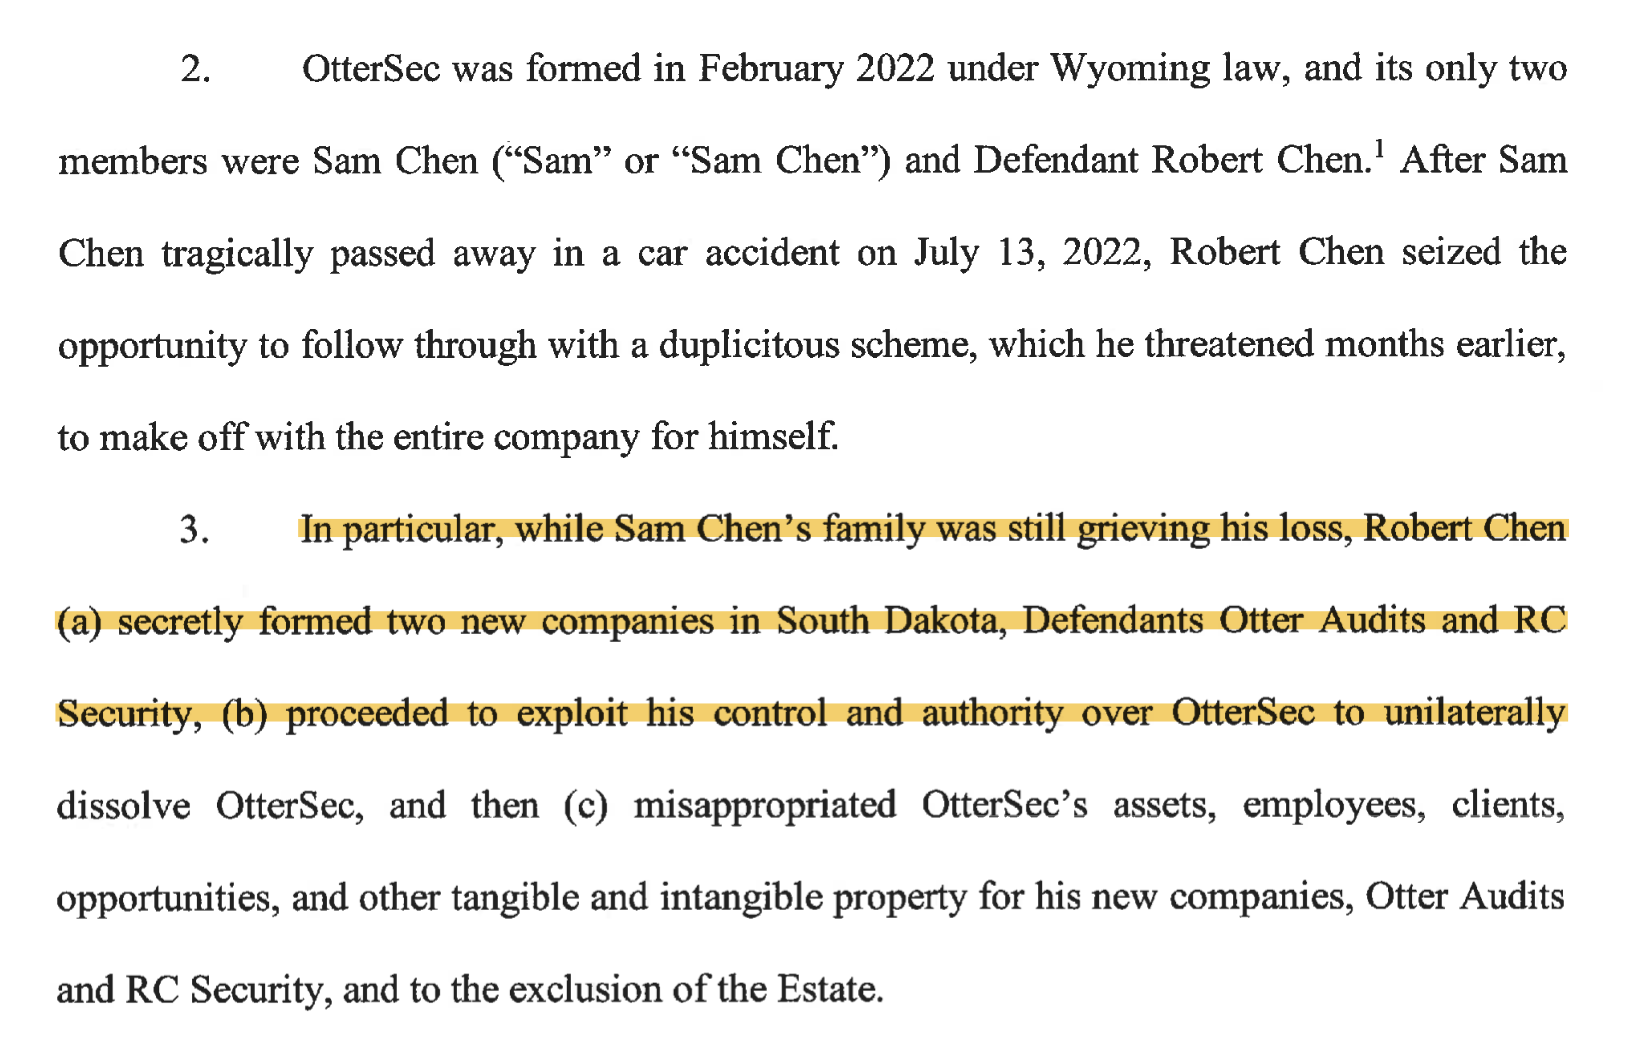 2. OtterSec was formed in February 2022 under Wyoming law, and its only two
members were Sam Chen (“Sam” or “Sam Chen”) and Defendant Robert Chen.1 After Sam
Chen tragically passed away in a car accident on July 13, 2022, Robert Chen seized the
opportunity to follow through with a duplicitous scheme, which he threatened months earlier,
to make off with the entire company for himself.
3. In particular, while Sam Chen’s family was still grieving his loss, Robert Chen
(a) secretly formed two new companies in South Dakota, Defendants Otter Audits and RC
Security, (b) proceeded to exploit his control and authority over OtterSec to unilaterally
dissolve OtterSec, and then (c) misappropriated OtterSec’s assets, employees, clients,
opportunities, and other tangible and intangible property for his new companies, Otter Audits
and RC Security, and to the exclusion of the Estate.